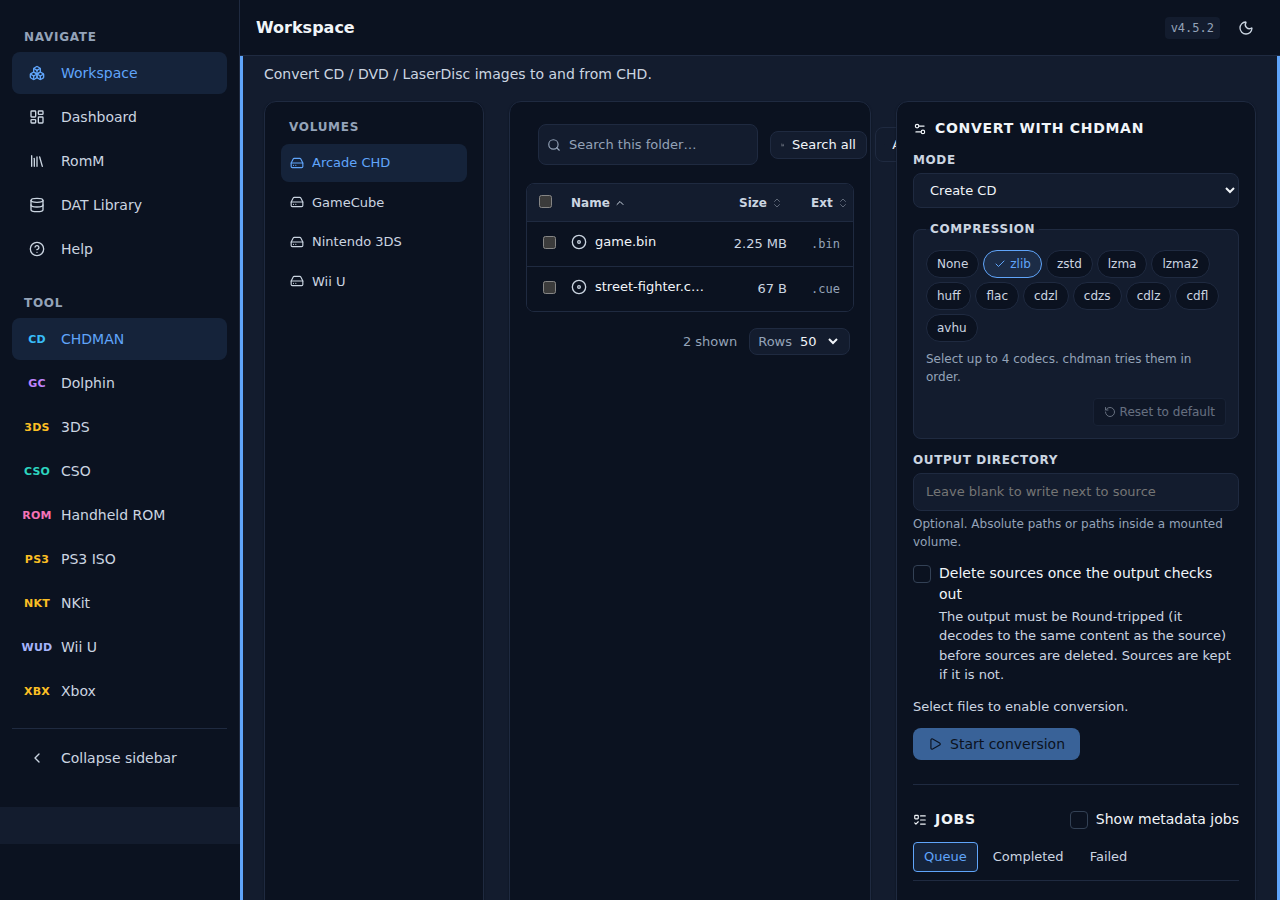 NAVIGATE
Workspace
Dashboard
RomM
DAT Library
Help
TOOL
CD CHDMAN
GC Dolphin
3DS 3DS
CSO CSO
ROM Handheld ROM
PS3 PS3 ISO
NKT NKit
WUD Wii U
XBX Xbox
Collapse sidebar
Workspace
v4.5.2
Convert CD / DVD / LaserDisc images to and from CHD.
VOLUMES
Arcade CHD
GameCube
Nintendo 3DS
Wii U
Search this folder…
Search all
Name Size Ext
game.bin 2.25 MB .bin
street-fighter.c… 67 B .cue
2 shown Rows 50
CONVERT WITH CHDMAN
MODE
Create CD
COMPRESSION
None zlib zstd lzma lzma2
huff flac cdzl cdzs cdlz cdfl
avhu
Select up to 4 codecs. chdman tries them in
order.
Reset to default
OUTPUT DIRECTORY
Leave blank to write next to source
Optional. Absolute paths or paths inside a mounted
volume.
Delete sources once the output checks
out
The output must be Round-tripped (it
decodes to the same content as the source)
before sources are deleted. Sources are kept
if it is not.
Select files to enable conversion.
Start conversion
JOBS Show metadata jobs
Queue Completed Failed